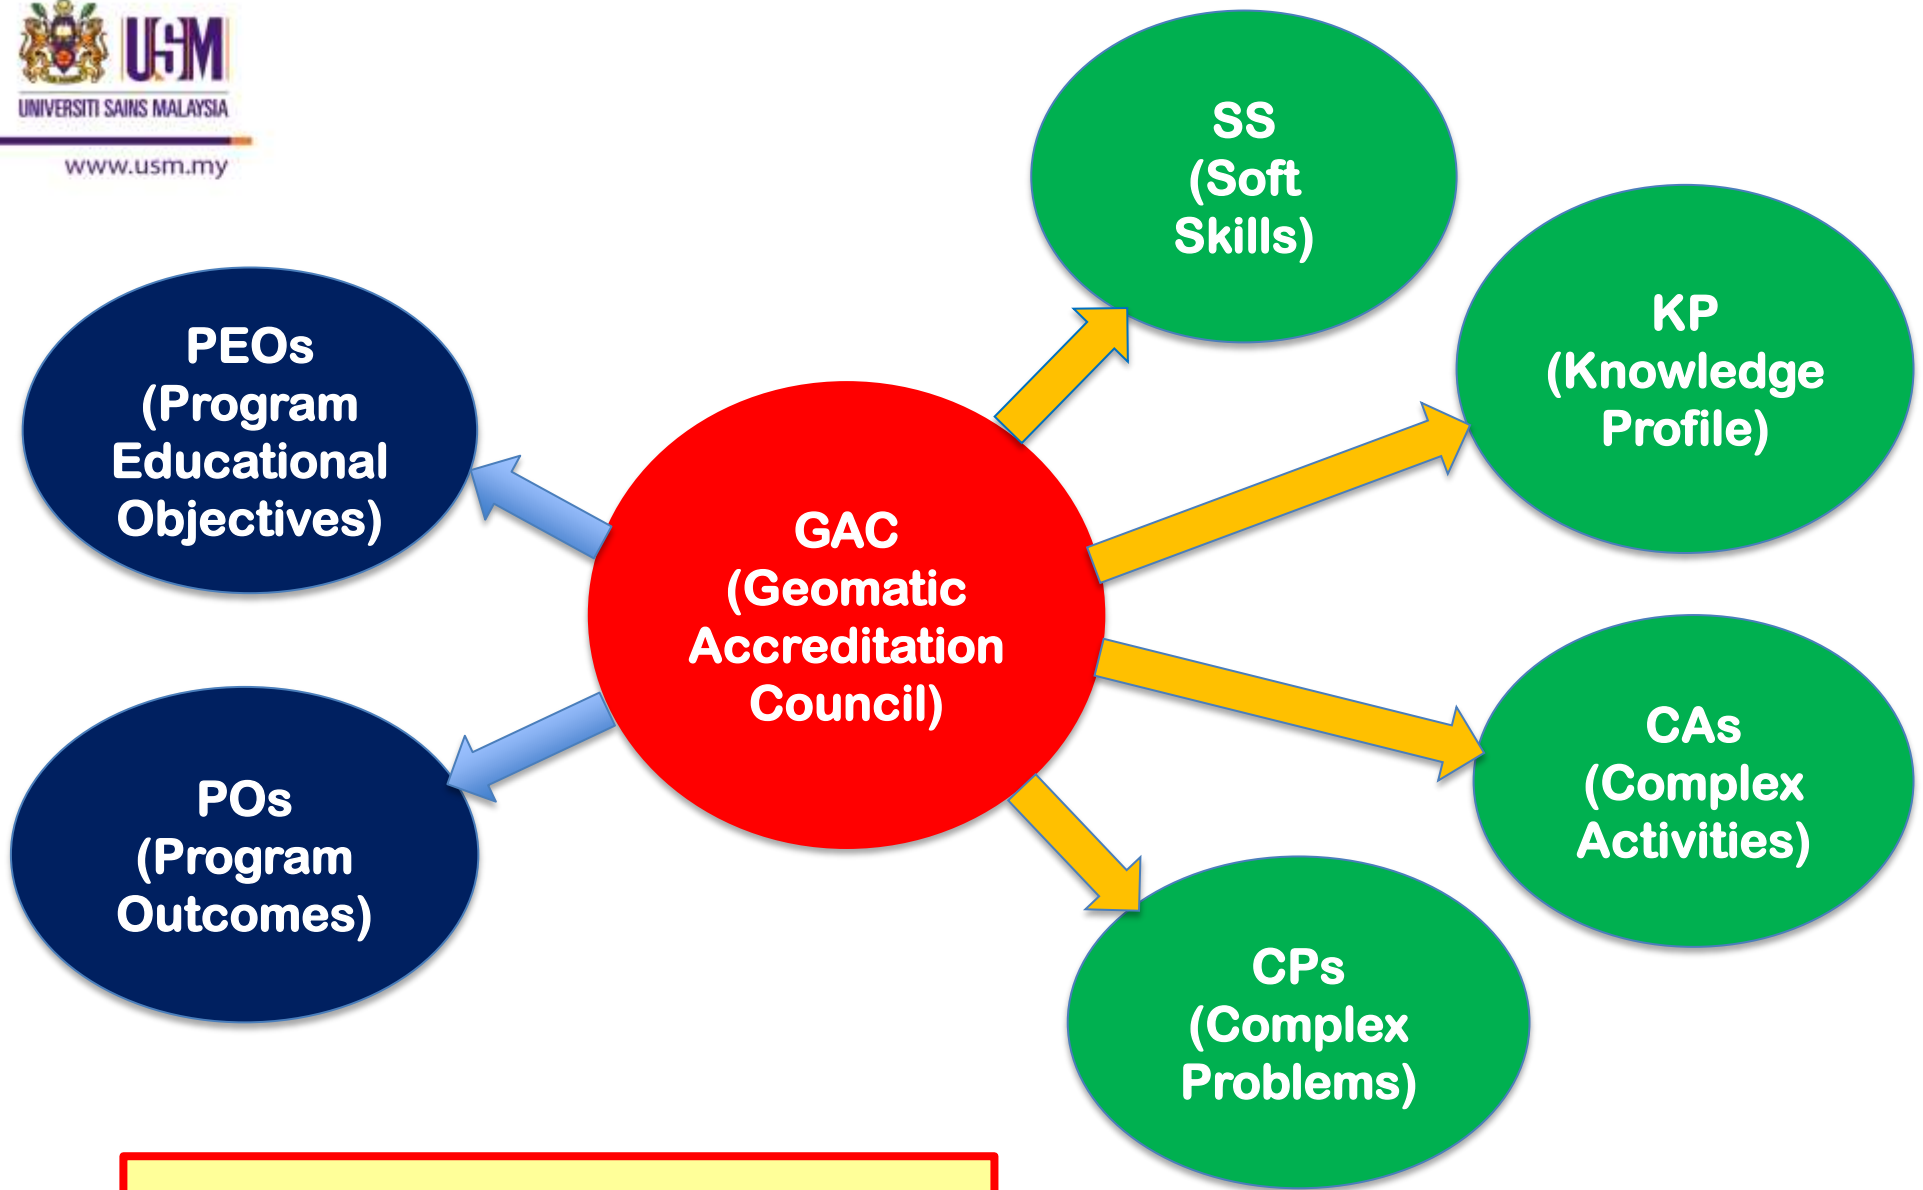 USM
UNIVERSITI SAINS MALAYSIA
www.usm.my
SS
(Soft
Skills)
KP
(Knowledge
Profile)
PEOs
(Program
Educational
Objectives)
GAC
(Geomatic
Accreditation
Council)
CAs
(Complex
Activities)
POs
(Program
Outcomes)
CPs
(Complex
Problems)